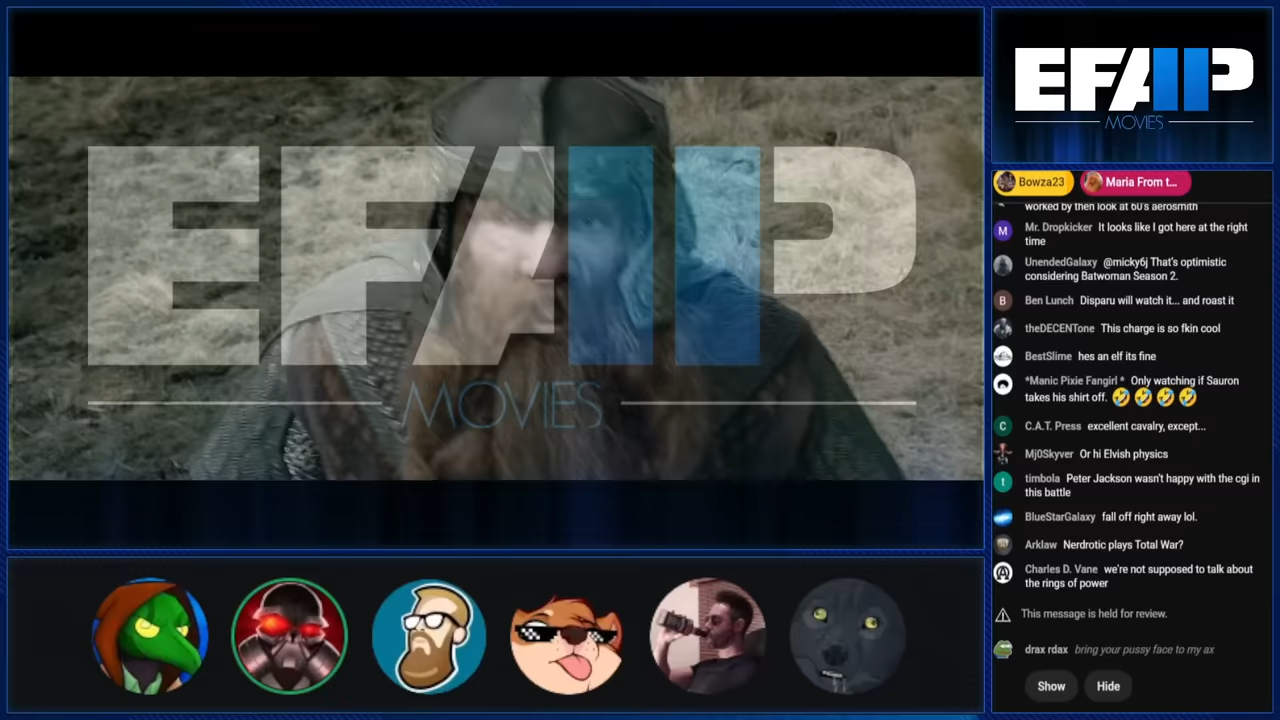 EFAP
MOVIES
EFAP
MOVIES
Bowza23
Maria From t...
worked by then look at 60's aerosmith
Mr. Dropkicker It looks like I got here at the right
time
UnendedGalaxy @micky6j That's optimistic
considering Batwoman Season 2.
Ben Lunch Disparu will watch it... and roast it
theDECENTone This charge is so fkin cool
BestSlime hes an elf its fine
*Manic Pixie Fangirl * Only watching if Sauron
takes his shirt off. 🤣 🤣 🤣 🤣
C.A.T. Press excellent cavalry, except...
Mj0Skyver Or hi Elvish physics
timbola Peter Jackson wasn't happy with the cgi in
this battle
BlueStarGalaxy fall off right away lol.
Arklaw Nerdrotic plays Total War?
Charles D. Vane we're not supposed to talk about
the rings of power
This message is held for review.
drax rdax bring your pussy face to my ax
Show
Hide